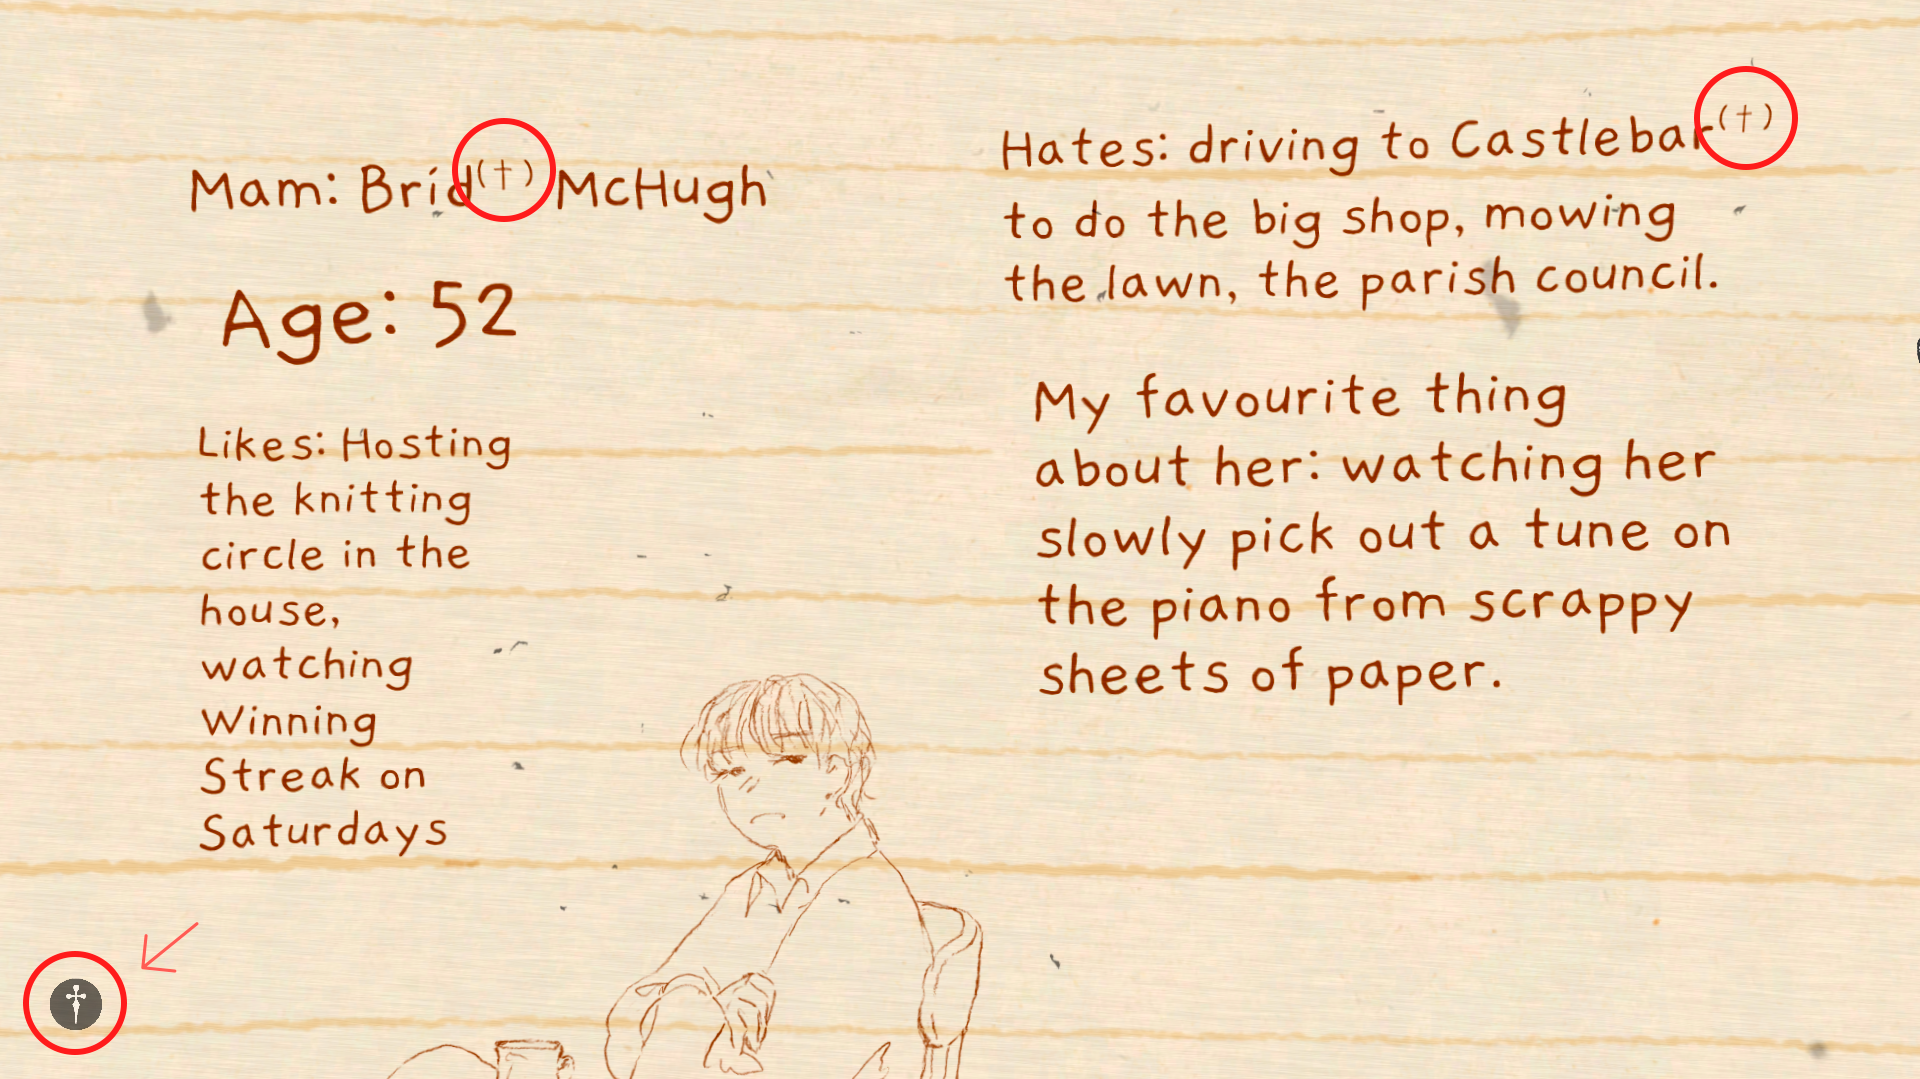 Mam: Bríd(†) McHugh
Age: 52
Likes: Hosting
the knitting
circle in the
house,
watching
Winning
Streak on
Saturdays
Hates: driving to Castlebar(†)
to do the big shop, mowing
the lawn, the parish council.
My favourite thing
about her: watching her
slowly pick out a tune on
the piano from scrappy
sheets of paper.
†